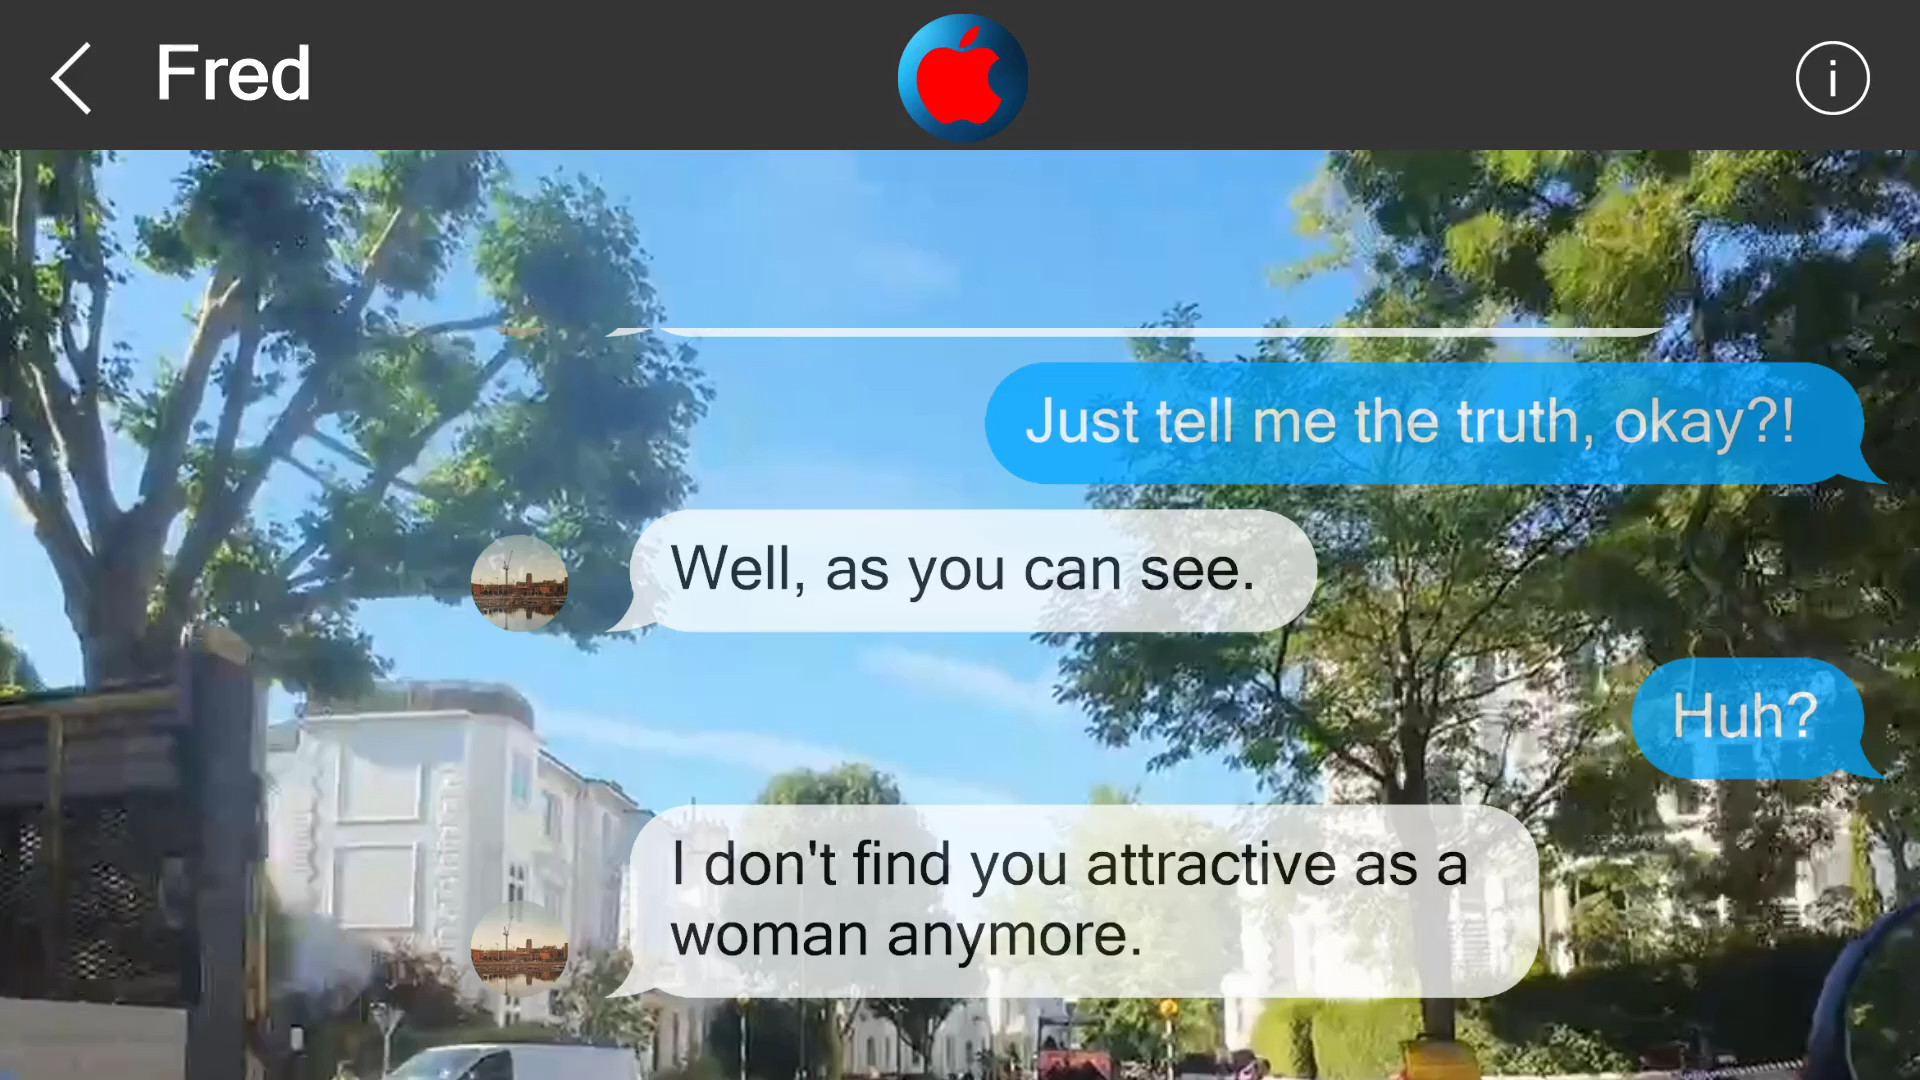 Fred
i
Just tell me the truth, okay?!
Well, as you can see.
Huh?
I don't find you attractive as a
woman anymore.